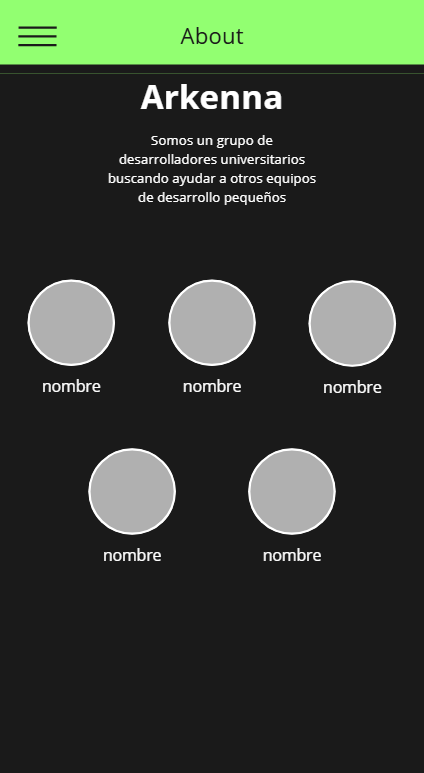 About
Arkenna
Somos un grupo de
desarrolladores universitarios
buscando ayudar a otros equipos
de desarrollo pequeños
nombre nombre nombre
nombre nombre